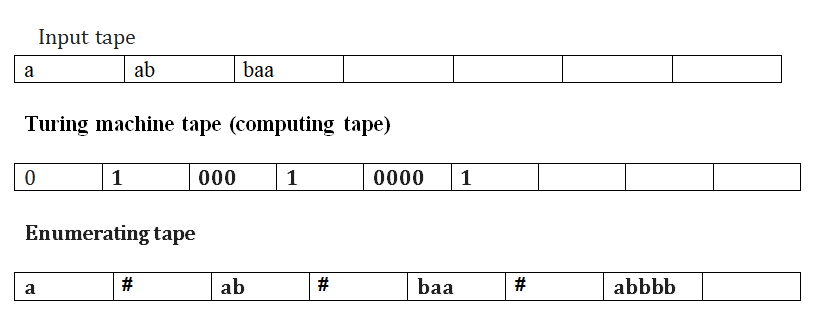 Input tape
a ab baa
Turing machine tape (computing tape)
0 1 000 1 0000 1
Enumerating tape
a # ab # baa # abbbb